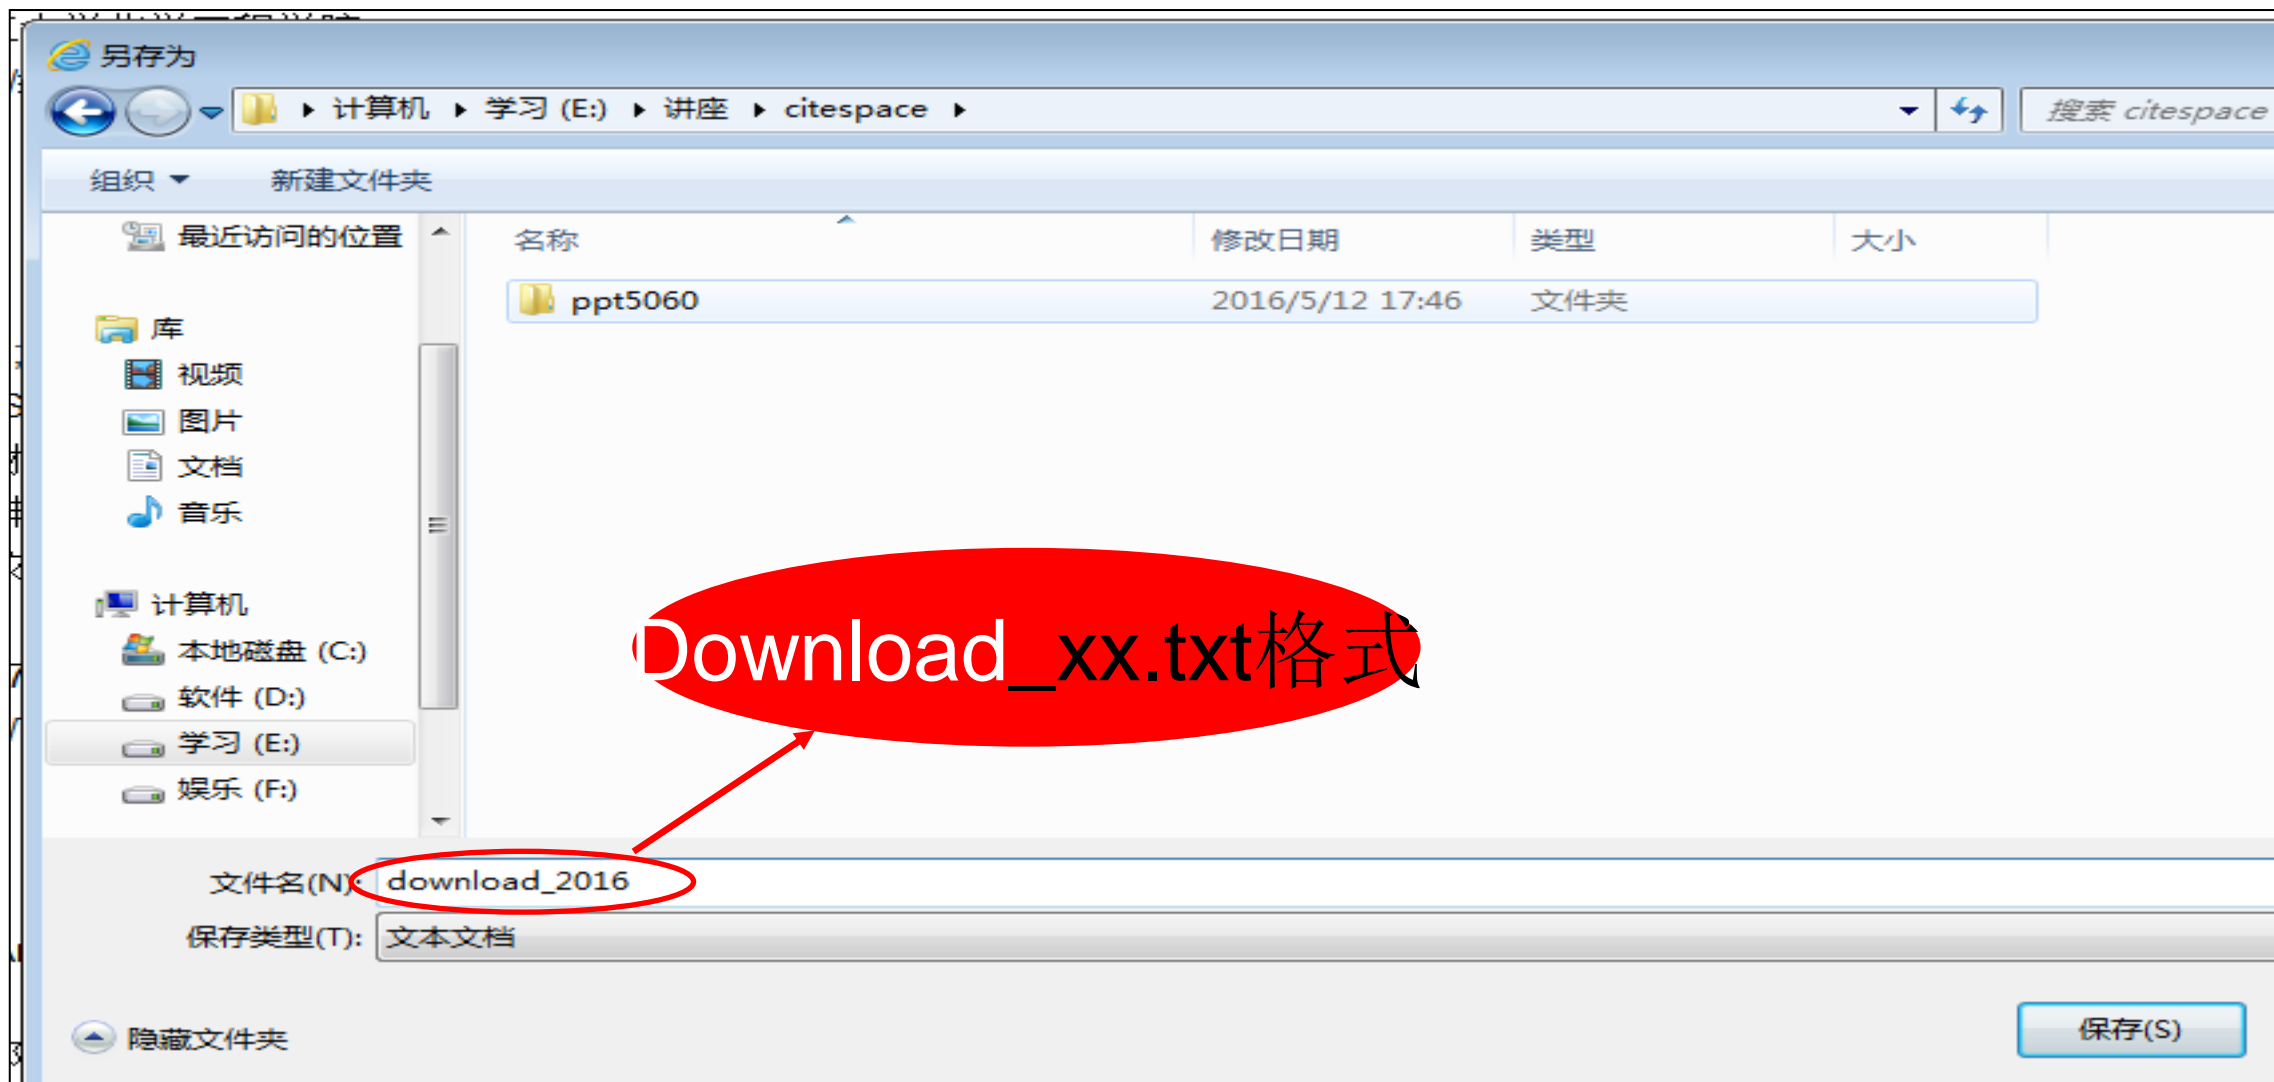 另存为
计算机 学习 (E:) 讲座 citespace
搜索 citespace
组织 新建文件夹
最近访问的位置
名称 修改日期 类型 大小
ppt5060 2016/5/12 17:46 文件夹
库
视频
图片
文档
音乐
计算机
本地磁盘 (C:)
软件 (D:)
学习 (E:)
娱乐 (F:)
Download_xx.txt格式
文件名(N): download_2016
保存类型(T): 文本文档
隐藏文件夹
保存(S)